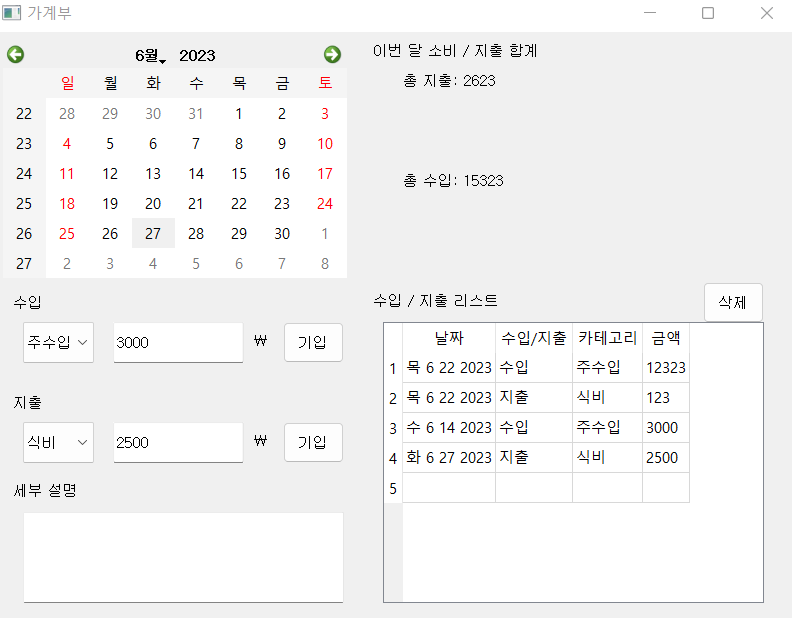 가계부
6월 2023
일 월 화 수 목 금 토
22 28 29 30 31 1 2 3
23 4 5 6 7 8 9 10
24 11 12 13 14 15 16 17
25 18 19 20 21 22 23 24
26 25 26 27 28 29 30 1
27 2 3 4 5 6 7 8
수입
주수입 3000 ₩ 기입
지출
식비 2500 ₩ 기입
세부 설명
이번 달 소비 / 지출 합계
총 지출: 2623
총 수입: 15323
수입 / 지출 리스트 삭제
날짜 수입/지출 카테고리 금액
1 목 6 22 2023 수입 주수입 12323
2 목 6 22 2023 지출 식비 123
3 수 6 14 2023 수입 주수입 3000
4 화 6 27 2023 지출 식비 2500
5